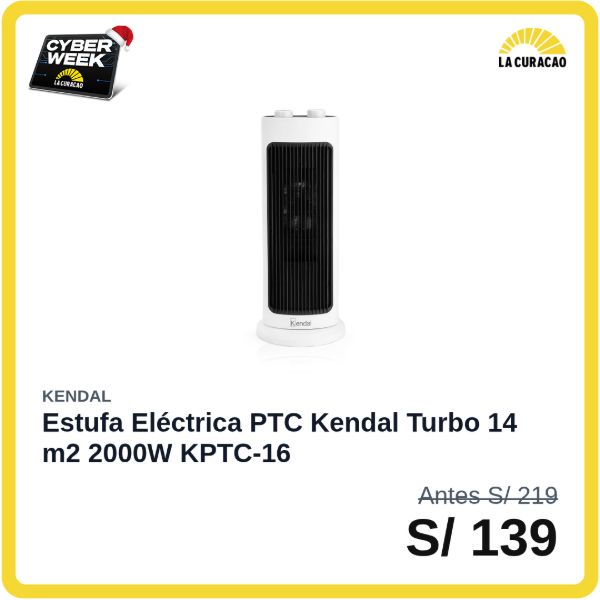 CYBER
WEEK
LA CURACAO
LA CURACAO
Kendal
KENDAL
Estufa Eléctrica PTC Kendal Turbo 14
m2 2000W KPTC-16
Antes S/ 219
S/ 139